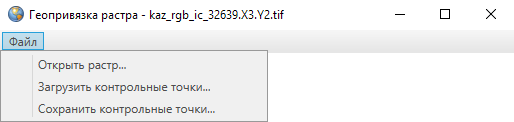 Геопривязка растра - kaz_rgb_ic_32639.X3.Y2.tif
Файл
Открыть растр...
Загрузить контрольные точки...
Сохранить контрольные точки...